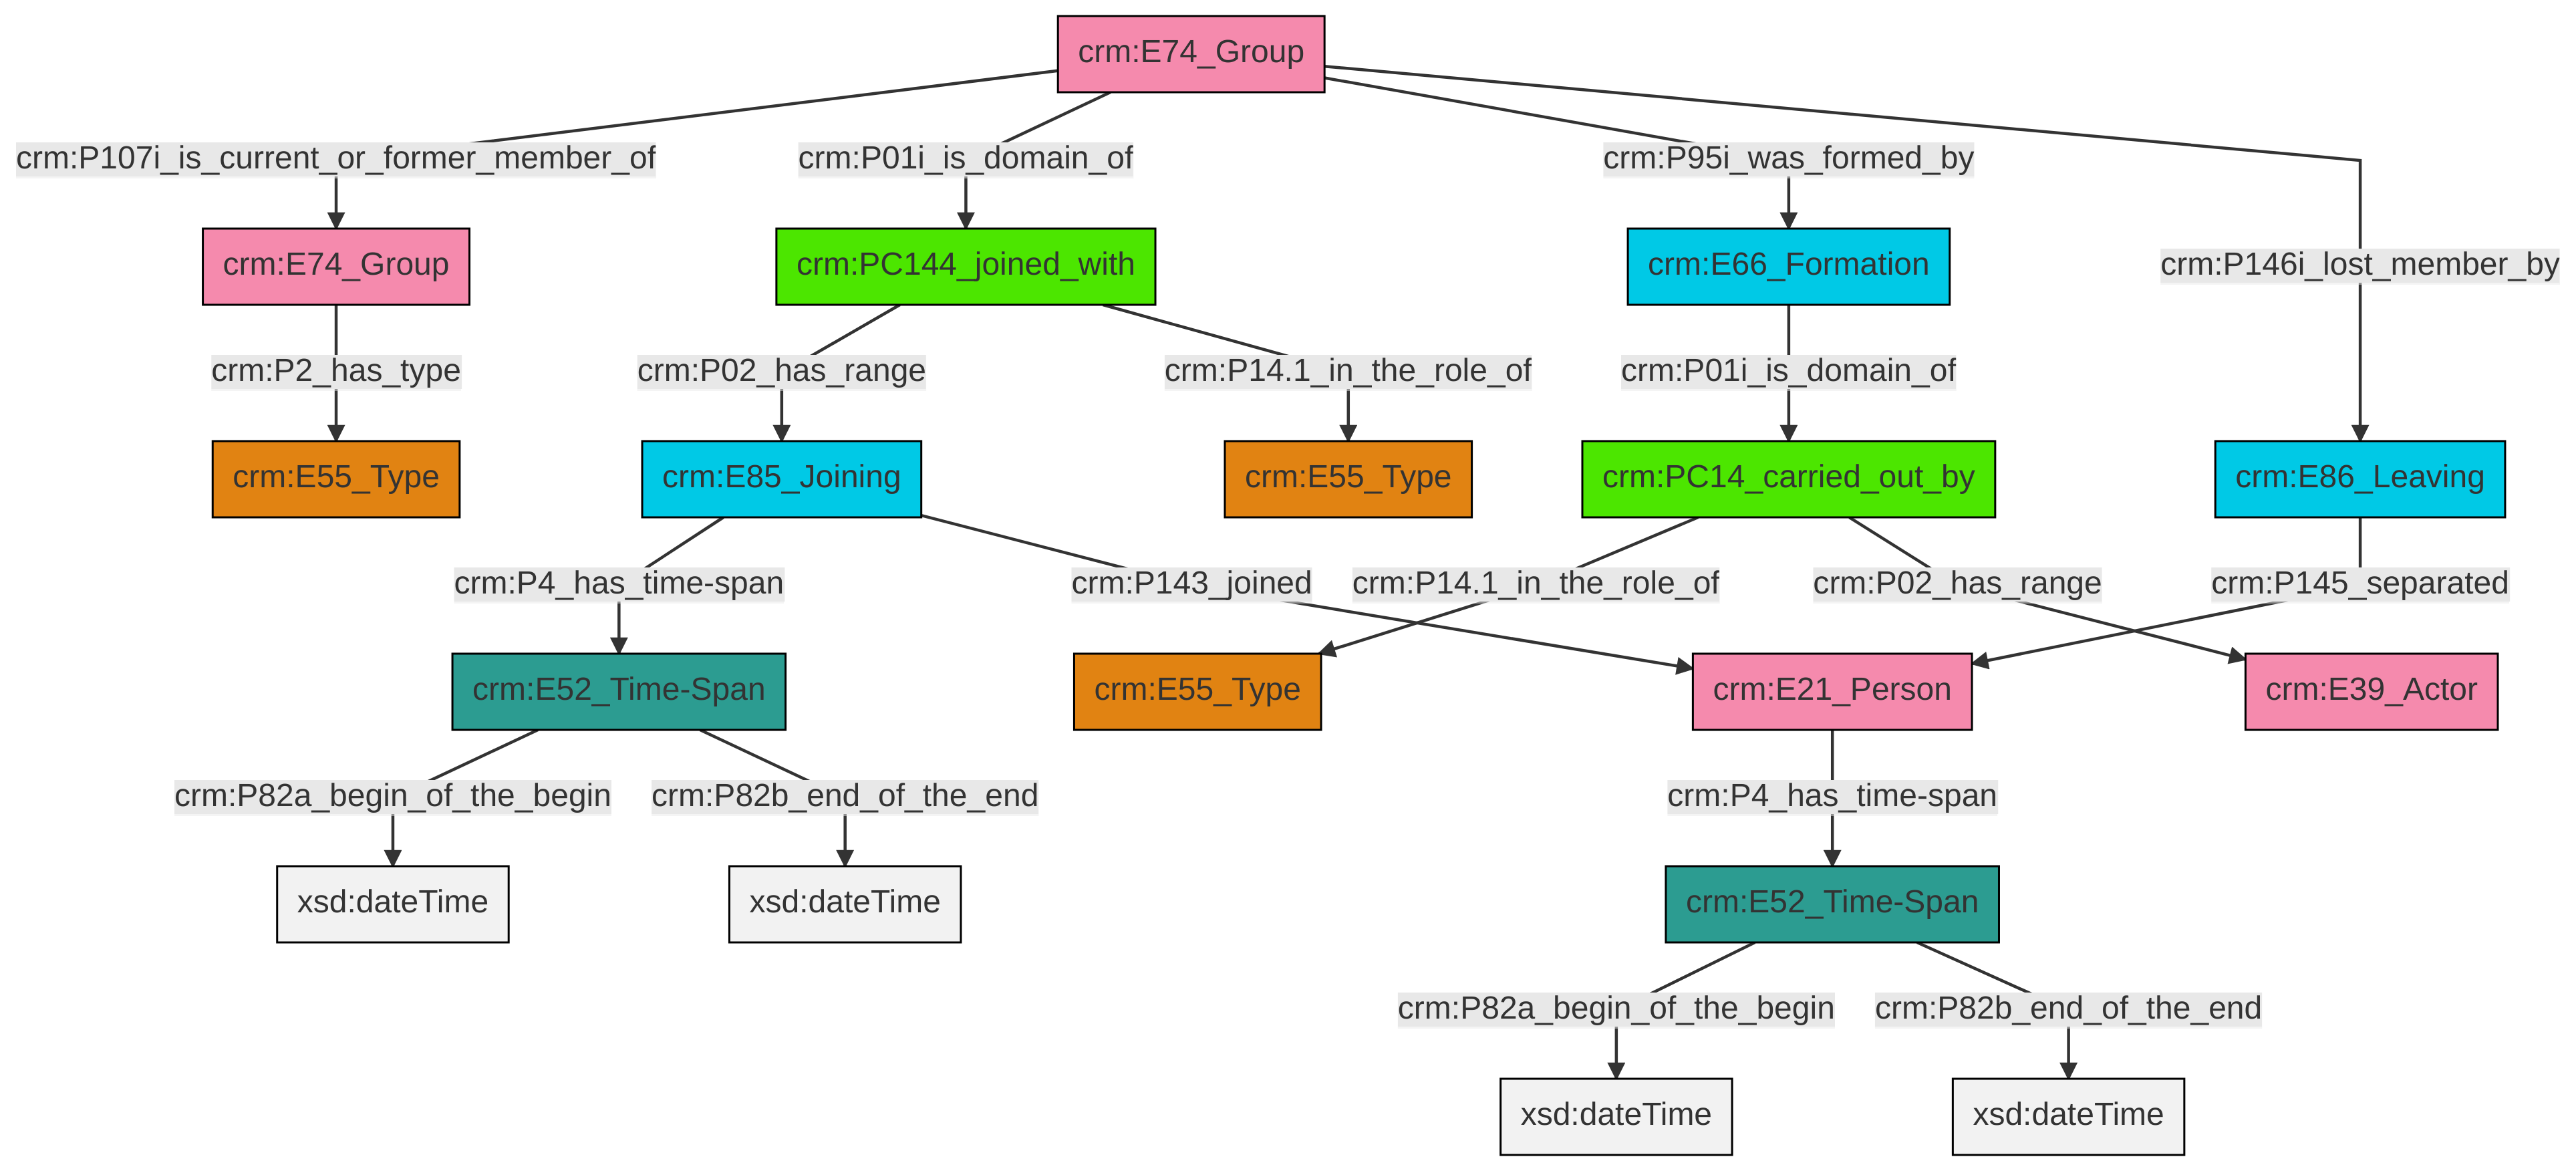 crm:E74_Group
crm:P107i_is_current_or_former_member_of
crm:P01i_is_domain_of
crm:P95i_was_formed_by
crm:E74_Group
crm:PC144_joined_with
crm:E66_Formation
crm:P146i_lost_member_by
crm:P2_has_type
crm:P02_has_range
crm:P14.1_in_the_role_of
crm:P01i_is_domain_of
crm:E55_Type
crm:E85_Joining
crm:E55_Type
crm:PC14_carried_out_by
crm:E86_Leaving
crm:P4_has_time-span
crm:P143_joined
crm:P14.1_in_the_role_of
crm:P02_has_range
crm:P145_separated
crm:E52_Time-Span
crm:E55_Type
crm:E21_Person
crm:E39_Actor
crm:P82a_begin_of_the_begin
crm:P82b_end_of_the_end
crm:P4_has_time-span
xsd:dateTime
xsd:dateTime
crm:E52_Time-Span
crm:P82a_begin_of_the_begin
crm:P82b_end_of_the_end
xsd:dateTime
xsd:dateTime